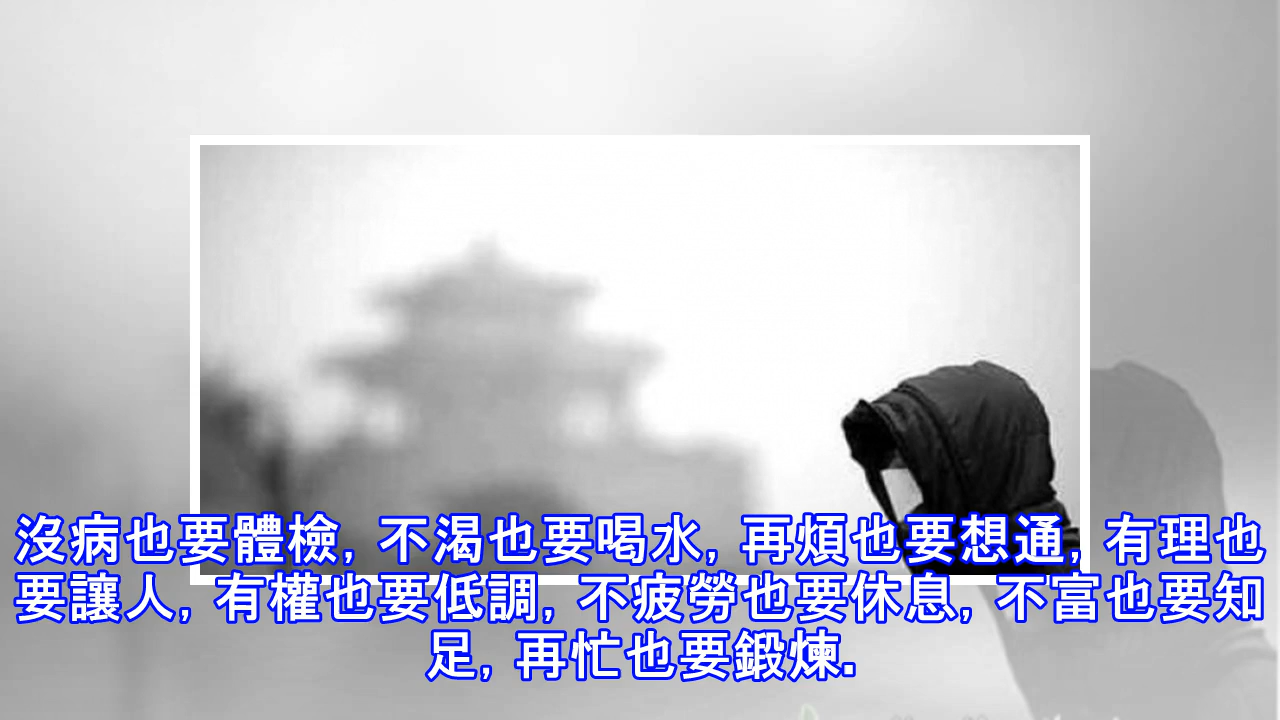 沒病也要體檢, 不渴也要喝水, 再煩也要想通, 有理也
要讓人, 有權也要低調, 不疲勞也要休息, 不富也要知
足, 再忙也要鍛煉.